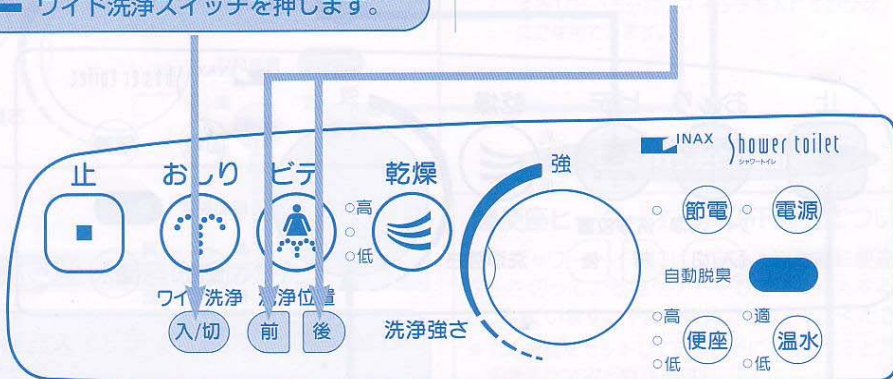 ワイド洗浄スイッチを押します。
INAX Shower toilet
シャワートイレ
止
おしり
ビデ
乾燥
高
低
強
節電
電源
自動脱臭
ワイド洗浄
洗浄位置
入/切
前
後
洗浄強さ
高
便座
低
適
温水
低